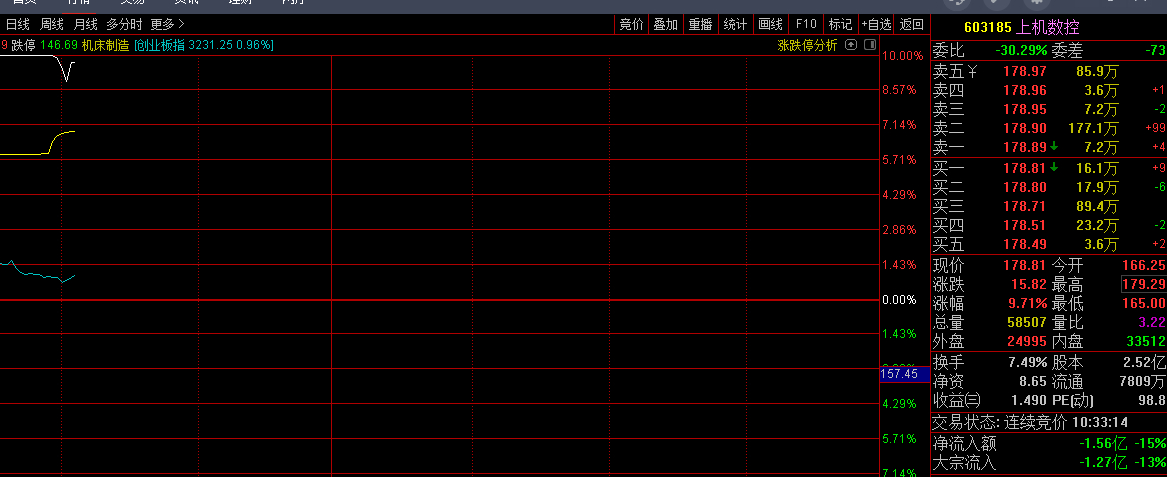 日线 周线 月线 多分时 更多 竞价 叠加 重播 统计 画线 F10 标记 +自选 返回
9 跌停 146.69 机床制造 [创业板指 3231.25 0.96%] 涨跌停分析
10.00%
8.57%
7.14%
5.71%
4.29%
2.86%
1.43%
0.00%
1.43%
157.45
4.29%
5.71%
7.14%
603185 上机数控
委比 -30.29% 委差 -73
卖五 ¥ 178.97 85.9万
卖四 178.96 3.6万 +1
卖三 178.95 7.2万 -2
卖二 178.90 177.1万 +99
卖一 178.89 7.2万 +4
买一 178.81 16.1万 +9
买二 178.80 17.9万 -6
买三 178.71 89.4万
买四 178.51 23.2万 -2
买五 178.49 3.6万 +2
现价 178.81 今开 166.25
涨跌 15.82 最高 179.29
涨幅 9.71% 最低 165.00
总量 58507 量比 3.22
外盘 24995 内盘 33512
换手 7.49% 股本 2.52亿
净资 8.65 流通 7809万
收益㈢ 1.490 PE(动) 98.8
交易状态: 连续竞价 10:33:14
净流入额 -1.56亿 -15%
大宗流入 -1.27亿 -13%